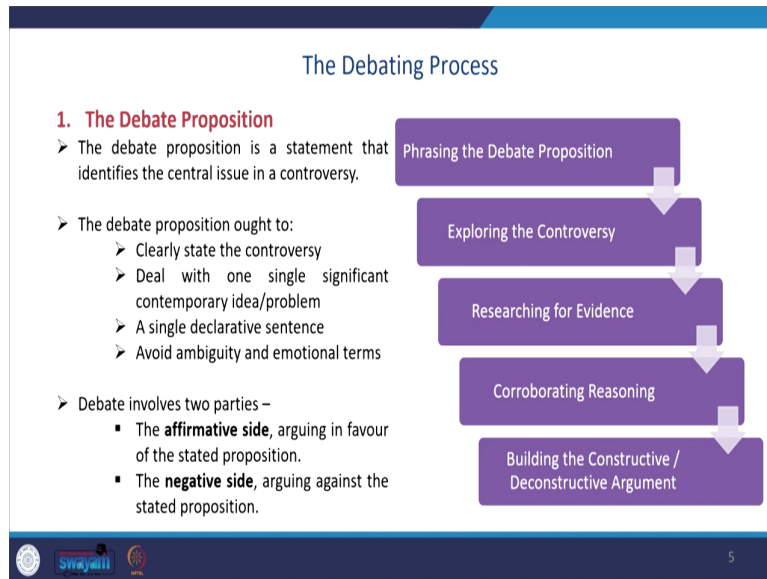 The Debating Process
1. The Debate Proposition
➢ The debate proposition is a statement that
identifies the central issue in a controversy.
➢ The debate proposition ought to:
➢ Clearly state the controversy
➢ Deal with one single significant
contemporary idea/problem
➢ A single declarative sentence
➢ Avoid ambiguity and emotional terms
➢ Debate involves two parties –
▪ The affirmative side, arguing in favour
of the stated proposition.
▪ The negative side, arguing against the
stated proposition.
Phrasing the Debate Proposition
Exploring the Controversy
Researching for Evidence
Corroborating Reasoning
Building the Constructive /
Deconstructive Argument
swayam
NPTEL
5